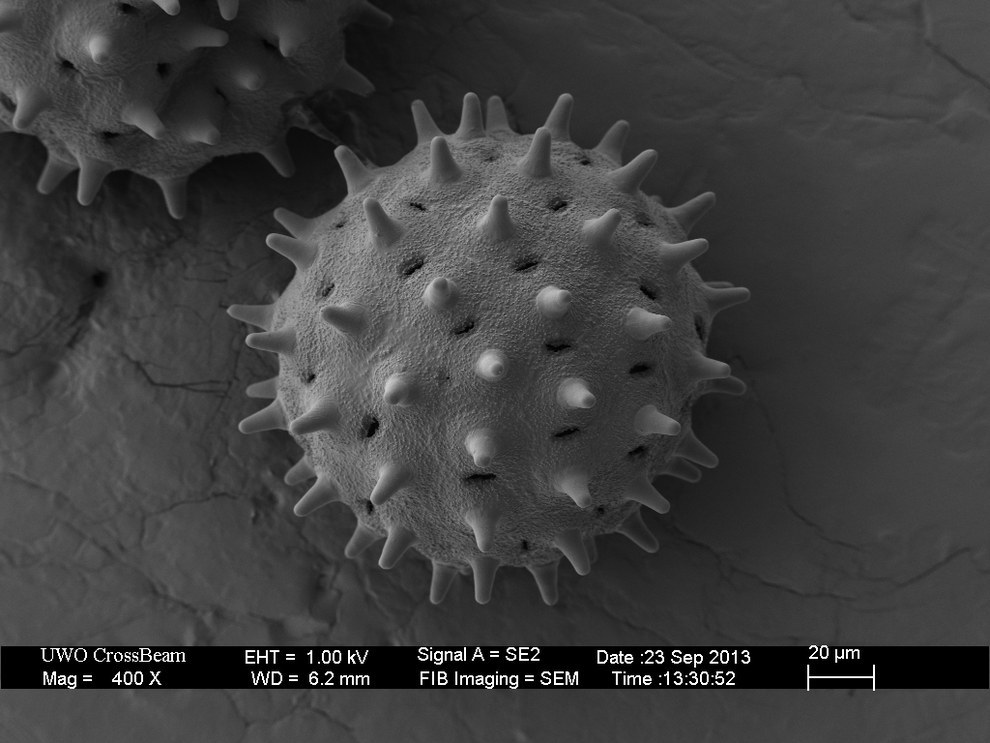 UWO CrossBeam EHT = 1.00 kV Signal A = SE2 Date :23 Sep 2013 20 µm
Mag = 400 X WD = 6.2 mm FIB Imaging = SEM Time :13:30:52